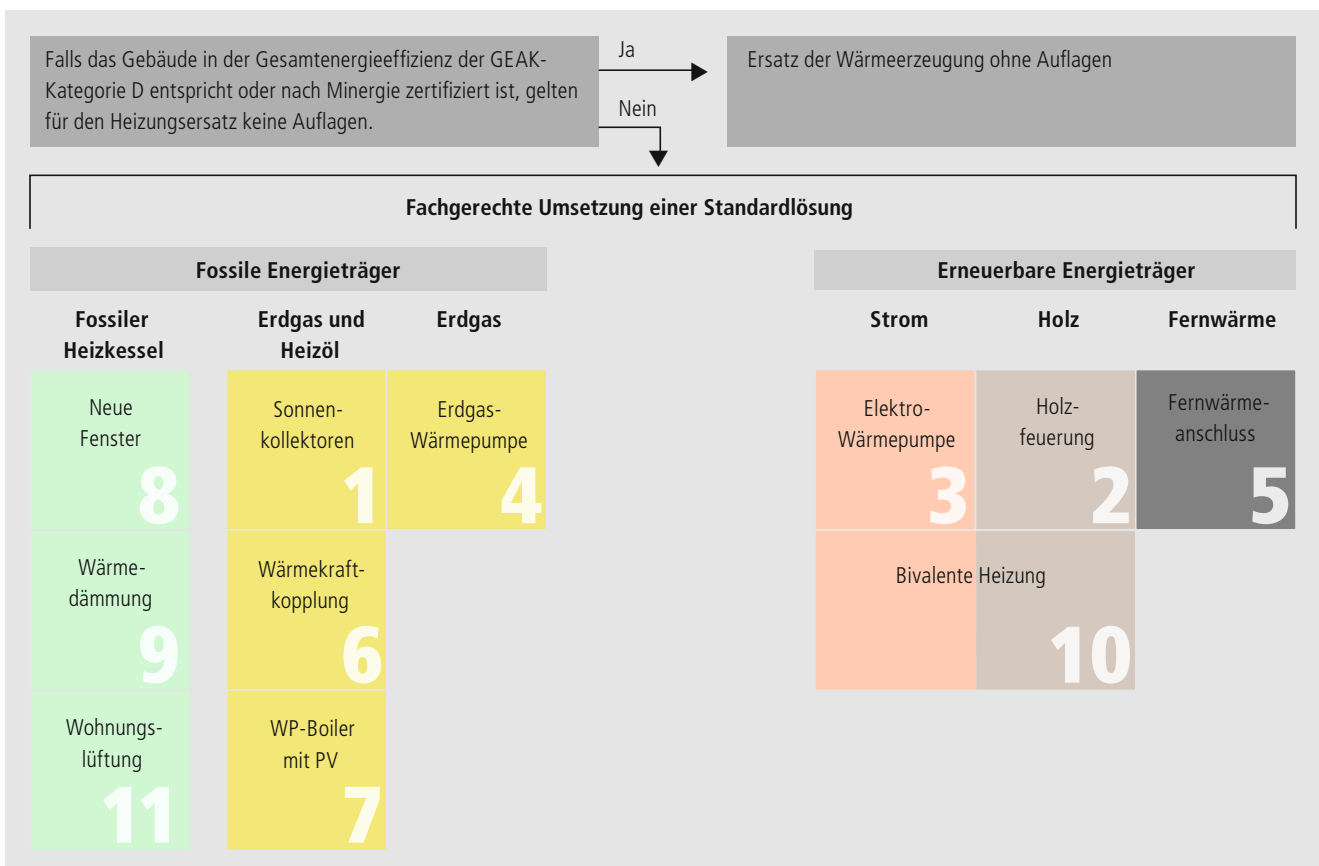 Falls das Gebäude in der Gesamtenergieeffizienz der GEAK-
Kategorie D entspricht oder nach Minergie zertifiziert ist, gelten
für den Heizungsersatz keine Auflagen.
Ja
Nein
Ersatz der Wärmeerzeugung ohne Auflagen
Fachgerechte Umsetzung einer Standardlösung
Fossile Energieträger
Erneuerbare Energieträger
Fossiler
Heizkessel
Erdgas und
Heizöl
Erdgas
Strom
Holz
Fernwärme
Neue
Fenster
8
Sonnen-
kollektoren
1
Erdgas-
Wärmepumpe
4
Elektro-
Wärmepumpe
3
Holz-
feuerung
2
Fernwärme-
anschluss
5
Wärme-
dämmung
9
Wärmekraft-
kopplung
6
Bivalente Heizung
10
Wohnungs-
lüftung
11
WP-Boiler
mit PV
7